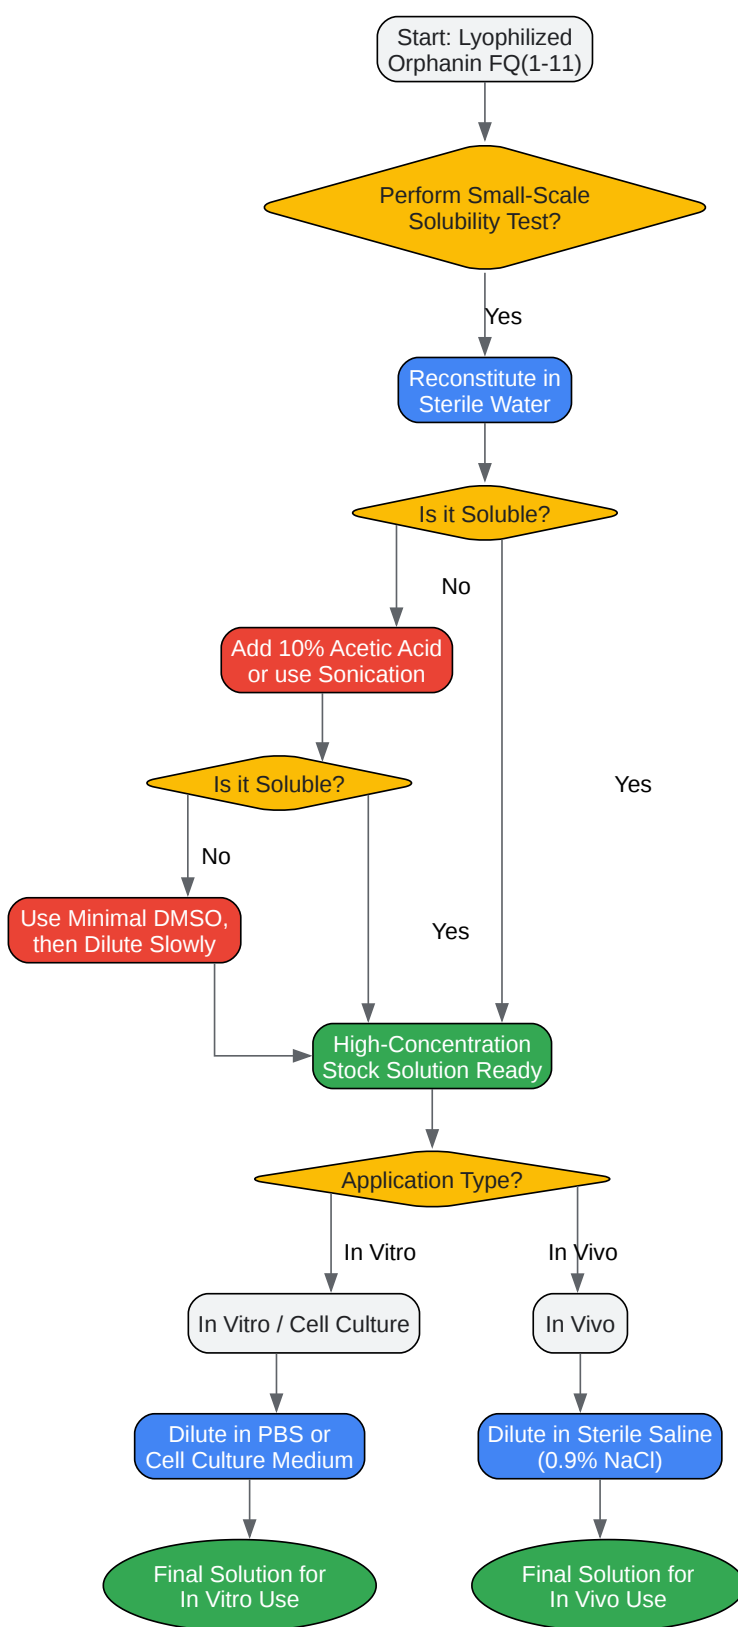 Start: Lyophilized
Orphanin FQ(1-11)
Perform Small-Scale
Solubility Test?
Yes
Reconstitute in
Sterile Water
Is it Soluble?
No
Add 10% Acetic Acid
or use Sonication
Is it Soluble?
Yes
No
Use Minimal DMSO,
then Dilute Slowly
Yes
High-Concentration
Stock Solution Ready
Application Type?
In Vitro
In Vivo
In Vitro / Cell Culture
In Vivo
Dilute in PBS or
Cell Culture Medium
Dilute in Sterile Saline
(0.9% NaCl)
Final Solution for
In Vitro Use
Final Solution for
In Vivo Use